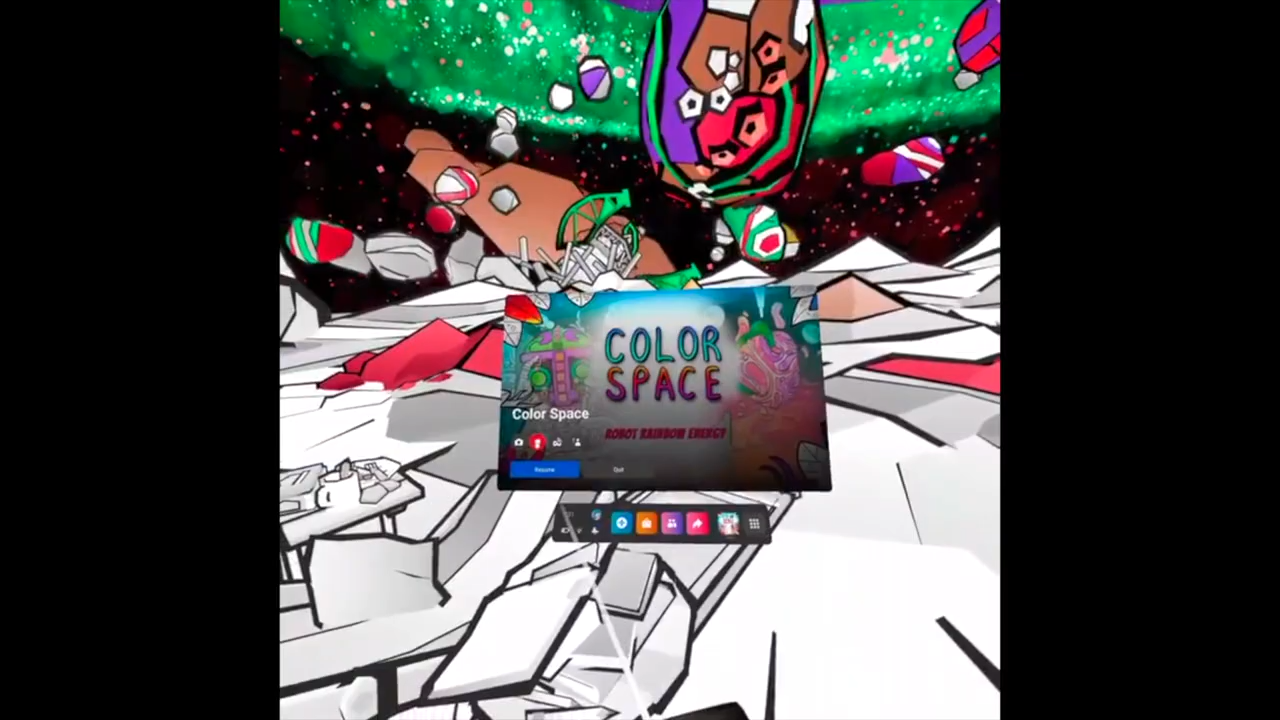 COLOR
SPACE
Color Space
ROBOT RAINBOW ENERGY
Resume
Quit